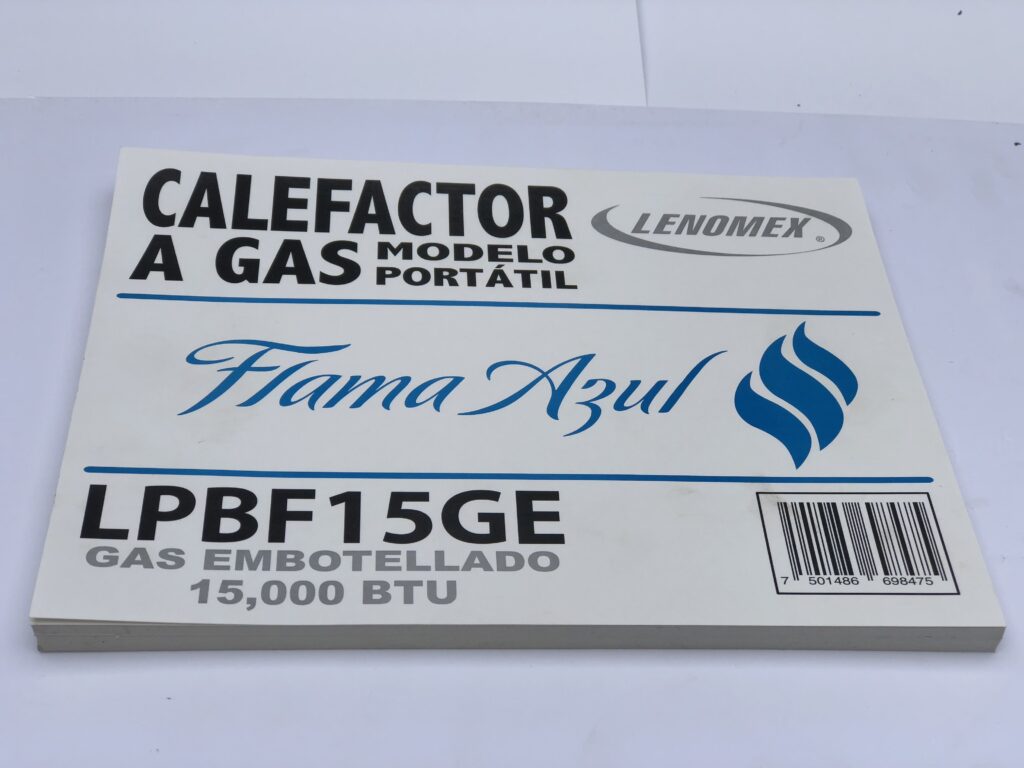 CALEFACTOR
A GAS MODELO PORTÁTIL
LENOMEX®
Flama Azul
LPBF15GE
GAS EMBOTELLADO
15,000 BTU
7 501486 698475